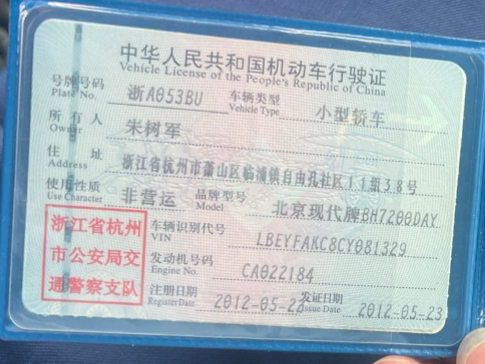 中华人民共和国机动车行驶证
Vehicle License of the People's Republic of China
号牌号码 浙A053BU 车辆类型 小型轿车
Plate No. Vehicle Type
所有人 朱树军
Owner
住址 浙江省杭州市萧山区临浦镇自由孔社区11组38号
Address
使用性质 非营运 品牌型号 北京现代牌BH7200DAY
Use Character Model
浙江省杭州
市公安局交
通警察支队
车辆识别代号 LBEYFAKC8CY081329
VIN
发动机号码 CA022184
Engine No.
注册日期 2012-05-22 发证日期 2012-05-23
Register Date Issue Date